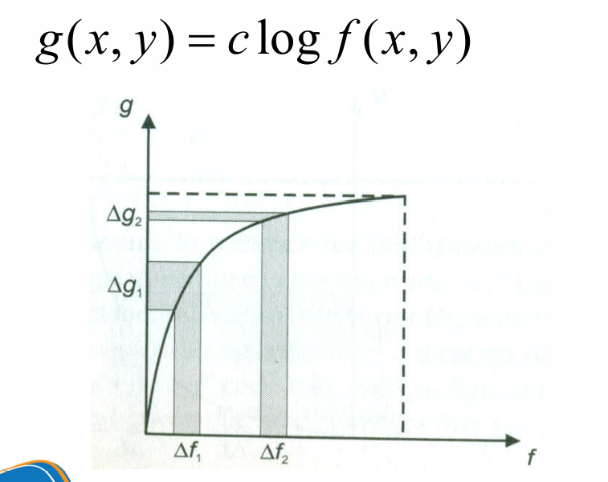 g(x, y) = c log f (x, y)
g
Δg₂
Δg₁
Δf₁ Δf₂
f